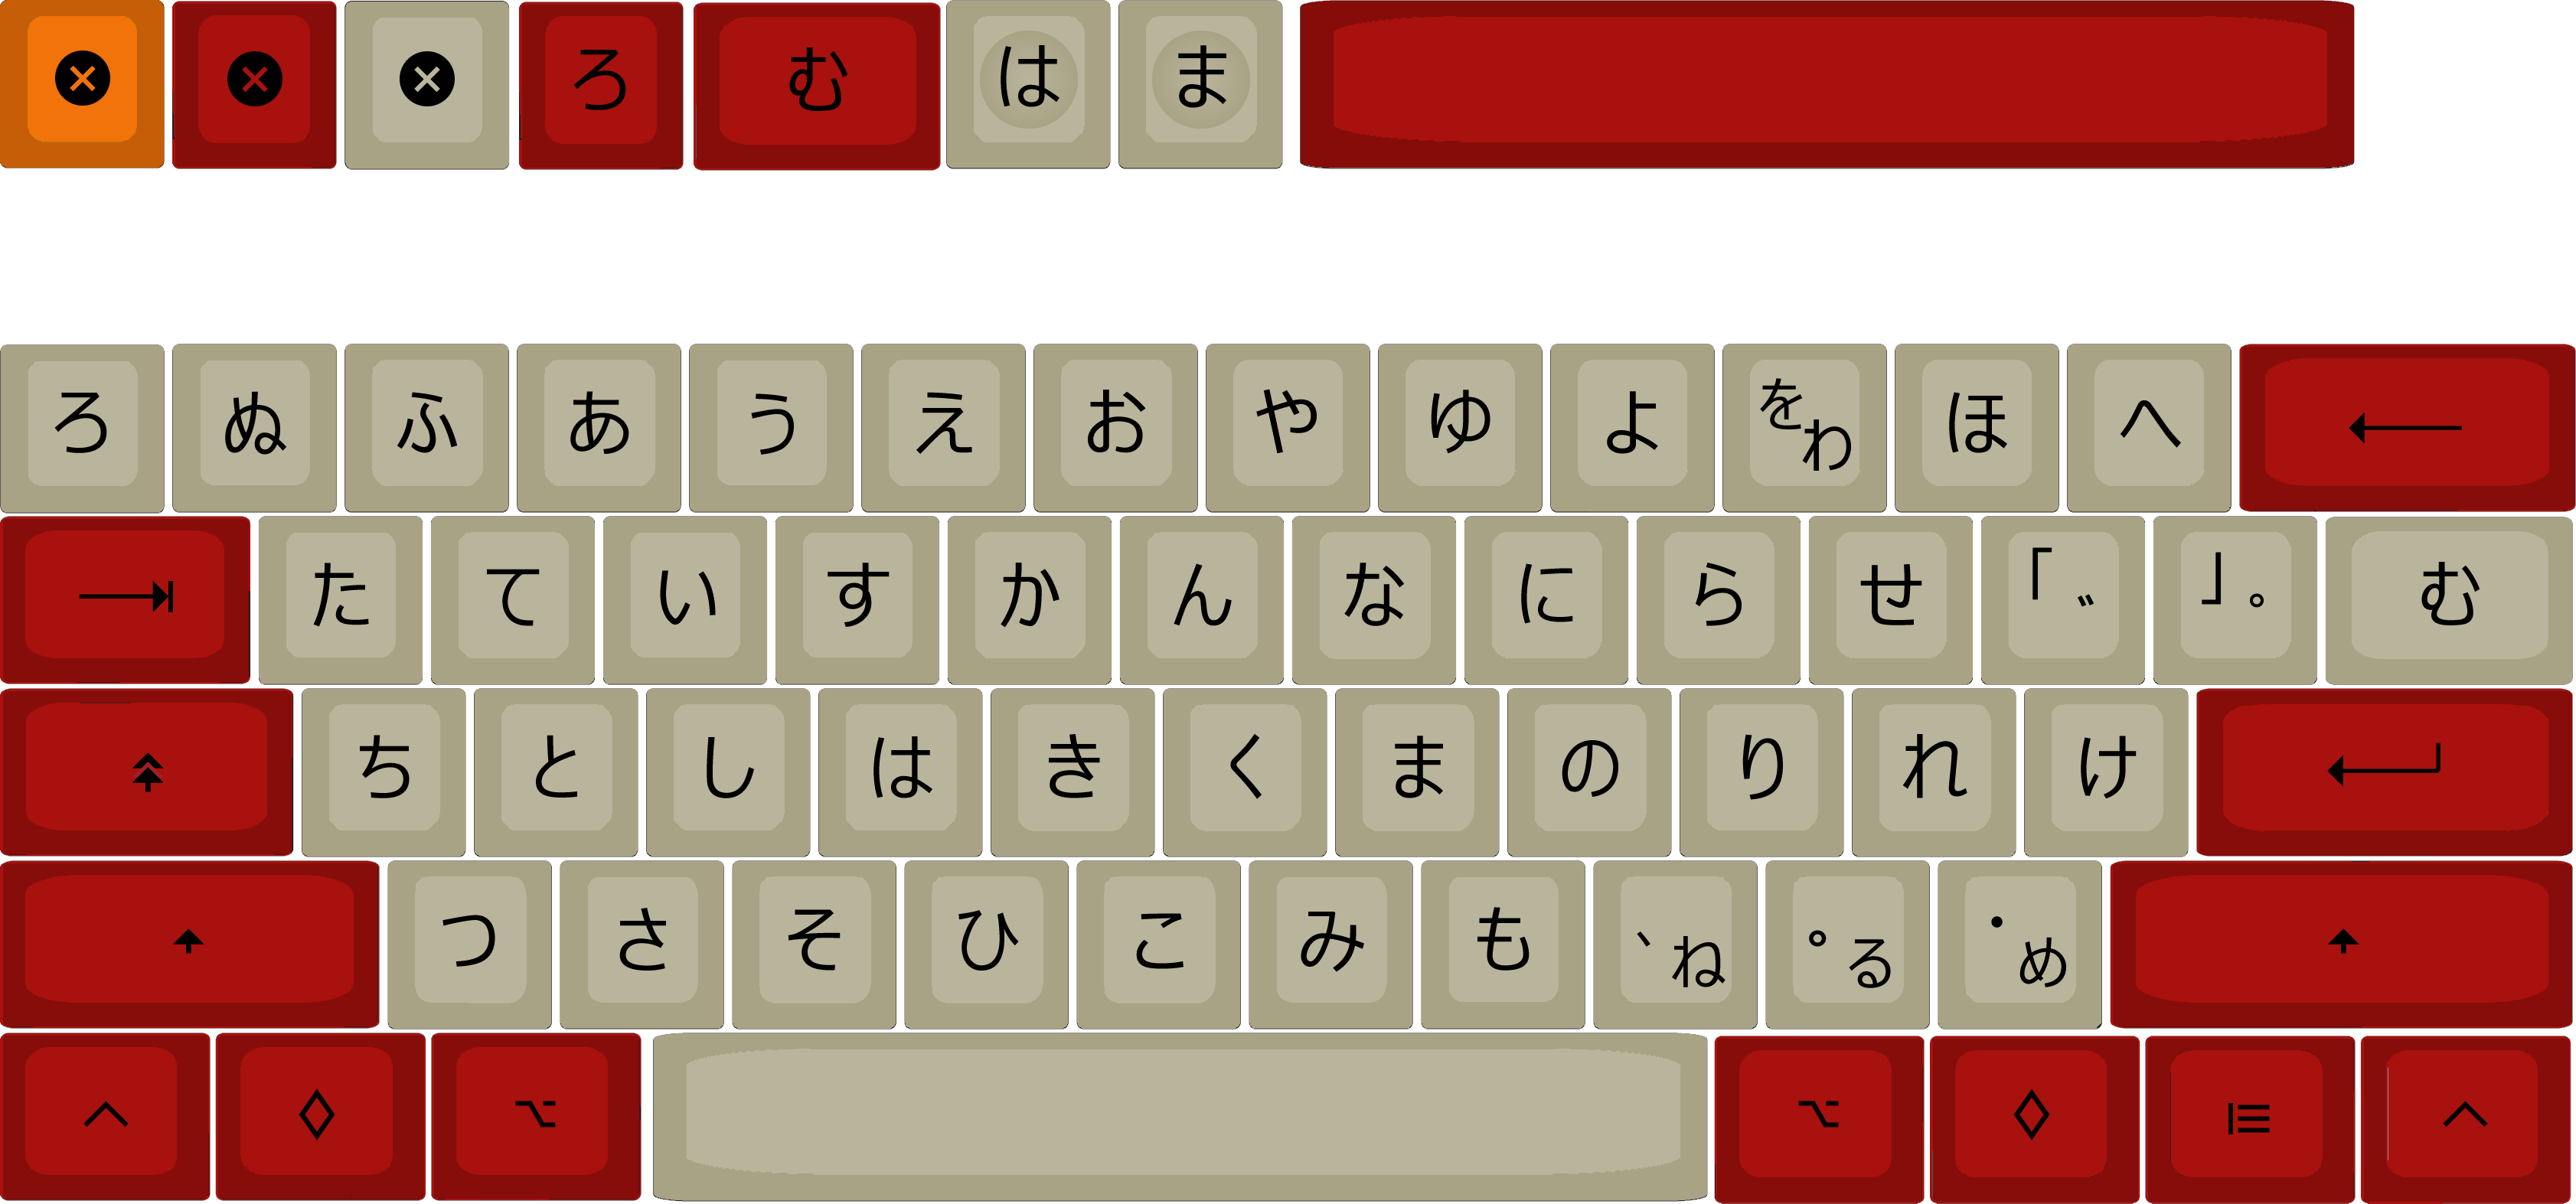 ろ む は ま
ろ ぬ ふ あ う え お や ゆ よ を わ ほ へ
た て い す か ん な に ら せ 「 ゛ 」 。 む
ち と し は き く ま の り れ け
つ さ そ ひ こ み も 、 ね 。 る ・ め